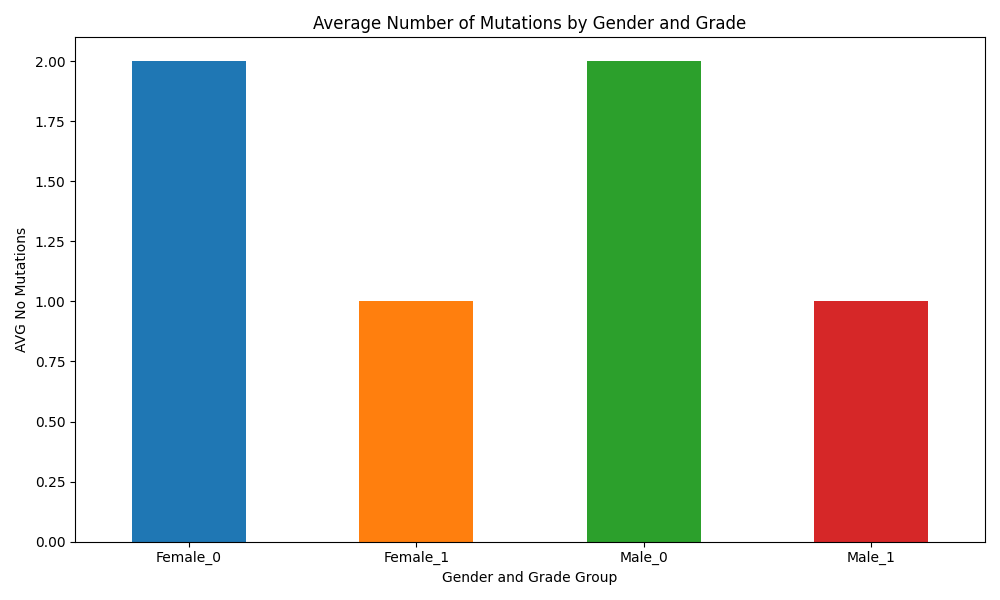 Average Number of Mutations by Gender and Grade
AVG No Mutations
2.00
1.75
1.50
1.25
1.00
0.75
0.50
0.25
0.00
Female_0
Female_1
Male_0
Male_1
Gender and Grade Group